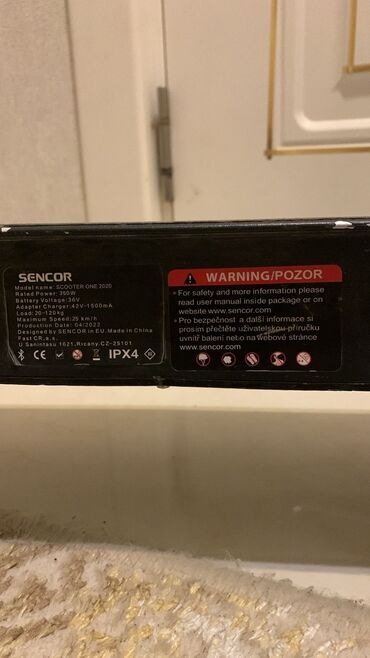 SENCOR
Model name: SCOOTER ONE 2020
Rated Power: 350W
Battery Voltage: 36V
Adapter Charger: 42V-1500mA
Load: 20-120kg
Maximum Speed: 25 km/h
Production Date: 04/2022
Design by SENCOR in EU. Made in China
Fast CR, a.s.
U Sanintasu 1621, Ricany, CZ-25101
CE
IPX4
WARNING/POZOR
• For safety and more information please
read user manual inside package or on
website www.sencor.com
• Pro bezpečnost a další informace si
prosím přečtěte uživatelskou příručku
uvnitř balení neb o na webové stránce
www.sencor.com